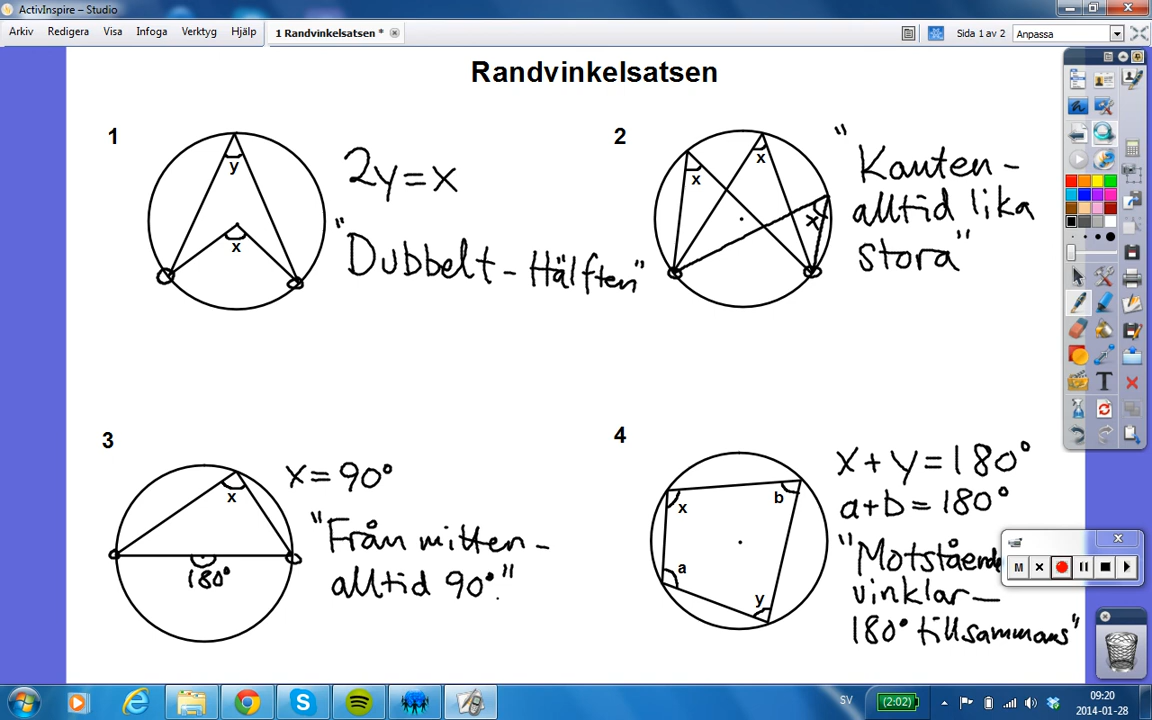 ActivInspire – Studio
Arkiv Redigera Visa Infoga Verktyg Hjälp 1 Randvinkelsatsen * Sida 1 av 2 Anpassa
Randvinkelsatsen
1
y
x
2y=x
"Dubbelt - Hälften"
2
x
x
x
"Kanten -
alltid lika
stora"
3
x
180°
x = 90°
"Från mitten -
alltid 90°."
4
x
b
a
y
x + y = 180°
a+b = 180°
"Motstående
vinklar -
180° tillsammans"
M
SV
(2:02)
09:20
2014-01-28